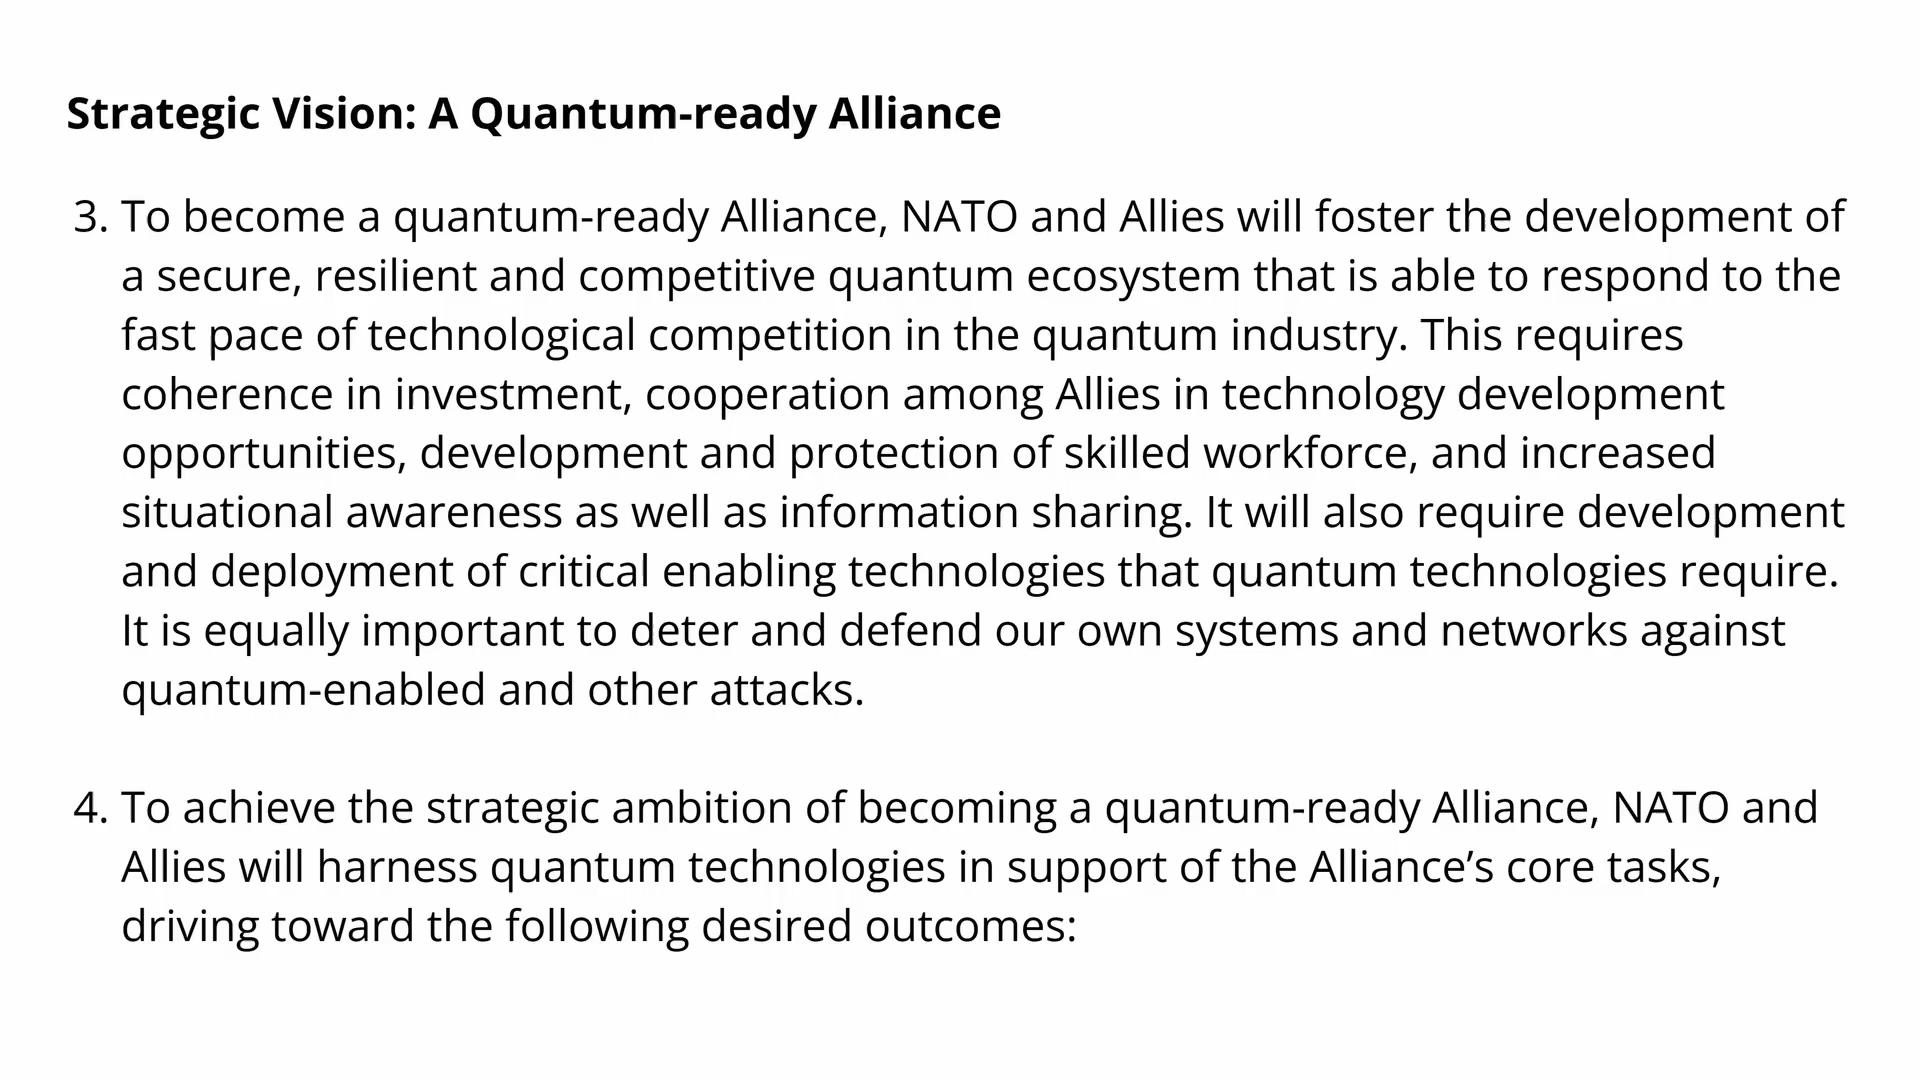 Strategic Vision: A Quantum-ready Alliance
3. To become a quantum-ready Alliance, NATO and Allies will foster the development of
a secure, resilient and competitive quantum ecosystem that is able to respond to the
fast pace of technological competition in the quantum industry. This requires
coherence in investment, cooperation among Allies in technology development
opportunities, development and protection of skilled workforce, and increased
situational awareness as well as information sharing. It will also require development
and deployment of critical enabling technologies that quantum technologies require.
It is equally important to deter and defend our own systems and networks against
quantum-enabled and other attacks.
4. To achieve the strategic ambition of becoming a quantum-ready Alliance, NATO and
Allies will harness quantum technologies in support of the Alliance’s core tasks,
driving toward the following desired outcomes: